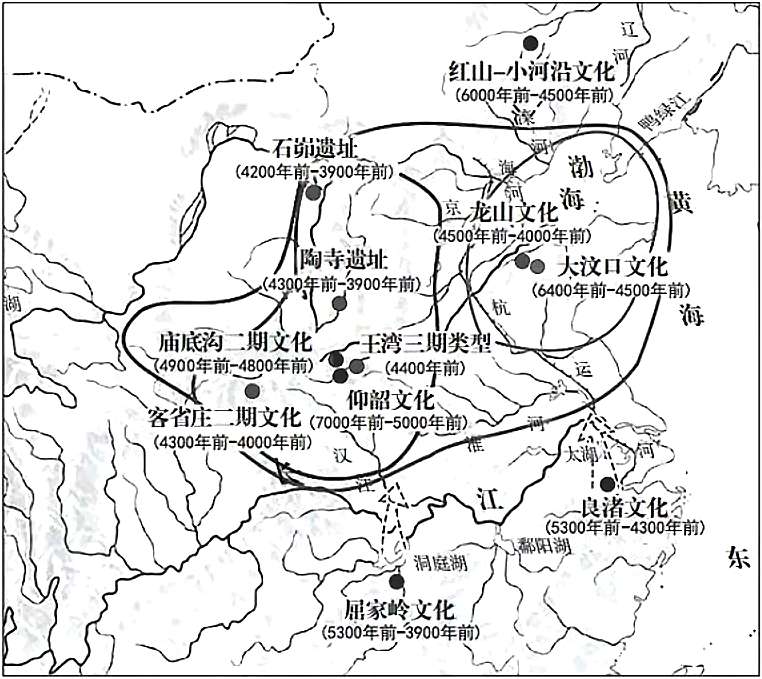 辽
河
红山-小河沿文化
(6000年前-4500年前)
滦
河
鸭绿江
石峁遗址
(4200年前-3900年前)
海
河
渤
海
黄
海
京
龙山文化
(4500年前-4000年前)
陶寺遗址
(4300年前-3900年前)
大汶口文化
(6400年前-4500年前)
湖
杭
运
河
庙底沟二期文化
(4900年前-4800年前)
王湾三期类型
(4400年前)
仰韶文化
(7000年前-5000年前)
客省庄二期文化
(4300年前-4000年前)
淮
河
汉
江
太湖
江
良渚文化
(5300年前-4300年前)
鄱阳湖
洞庭湖
东
屈家岭文化
(5300年前-3900年前)